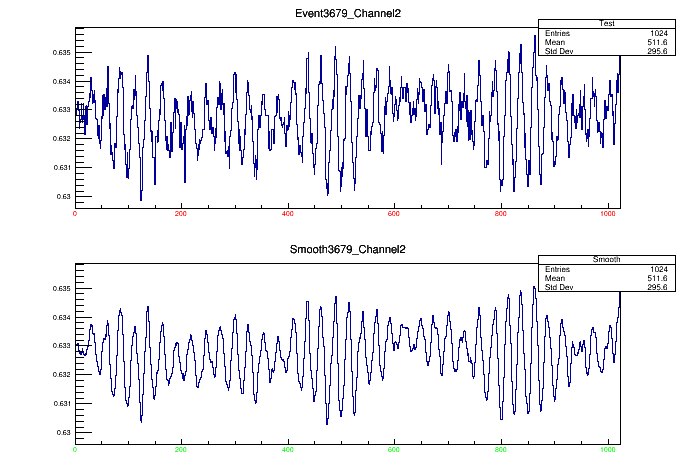 Event3679_Channel2
Test
Entries 1024
Mean 511.6
Std Dev 295.6
0.635
0.634
0.633
0.632
0.631
0.63
0 200 400 600 800 1000
Smooth3679_Channel2
Smooth
Entries 1024
Mean 511.6
Std Dev 295.6
0.635
0.634
0.633
0.632
0.631
0.63
0 200 400 600 800 1000